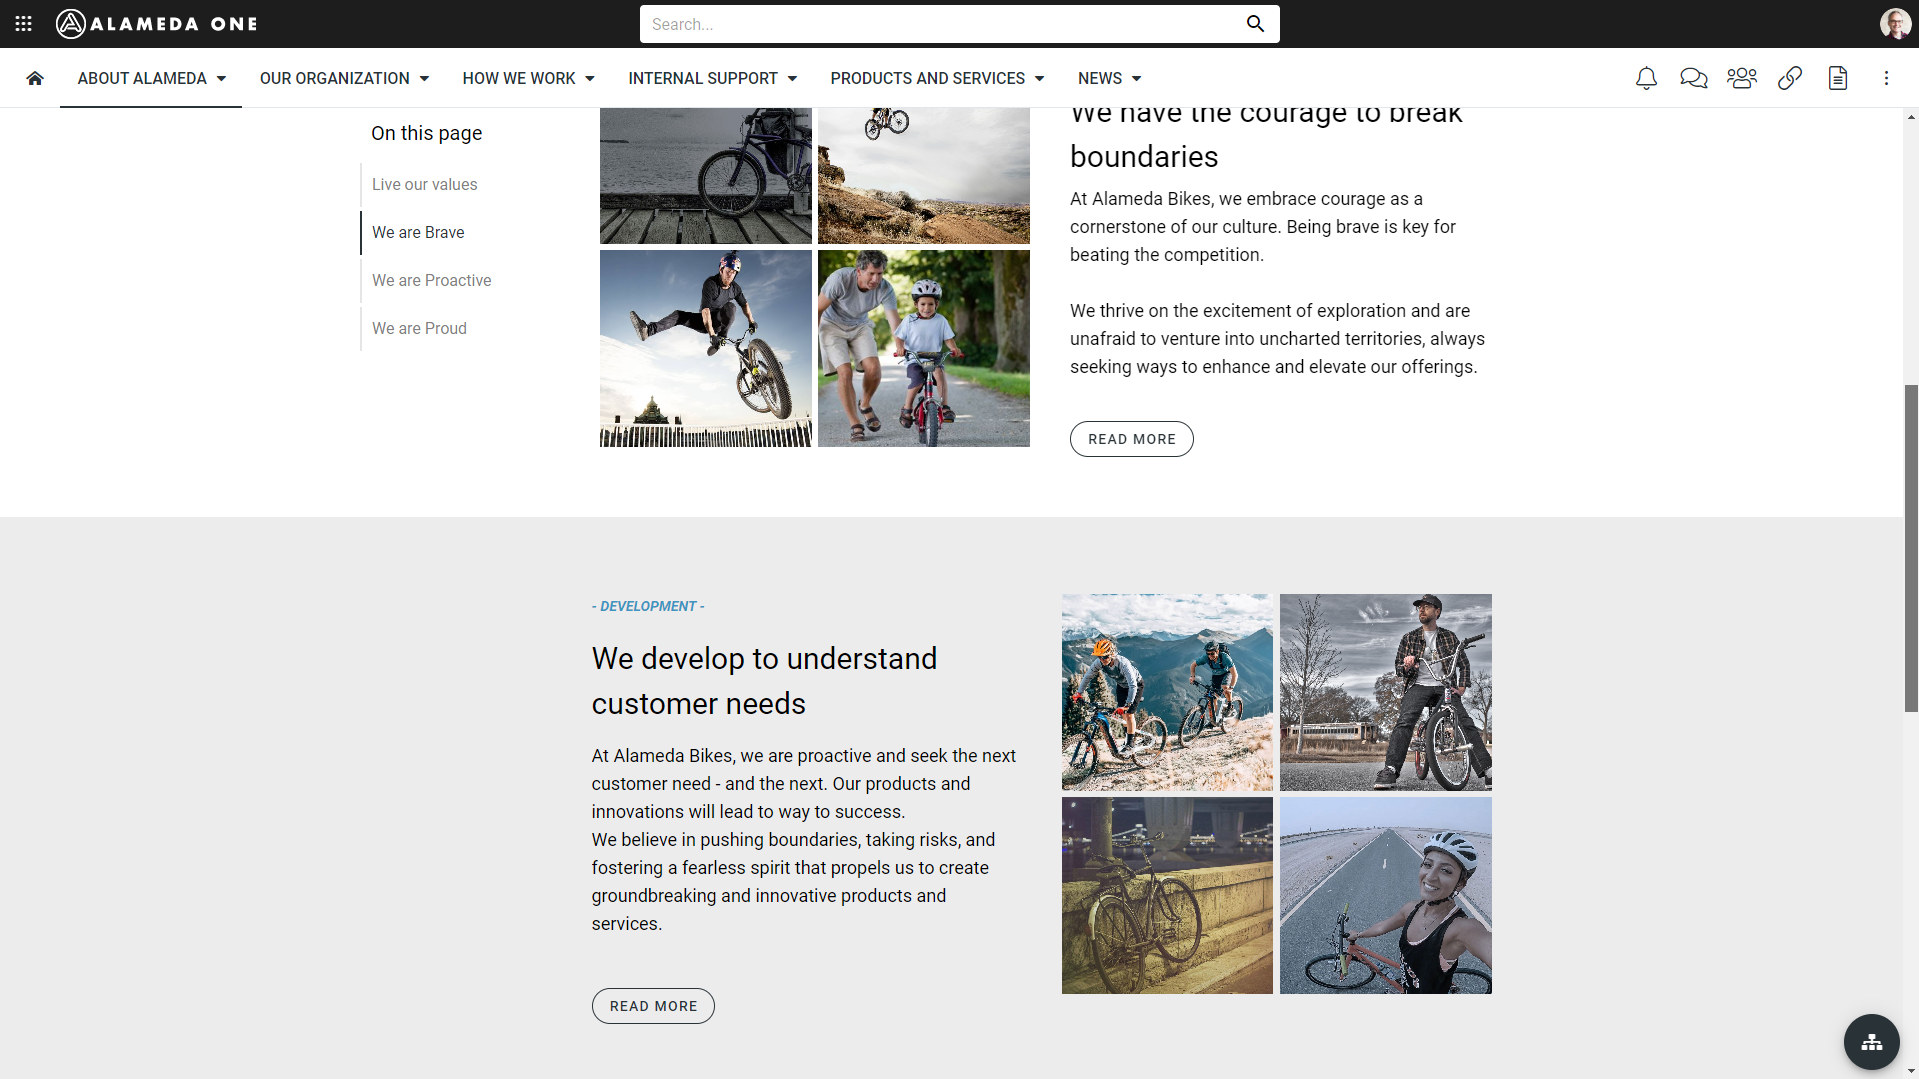 ALAMEDA ONE
Search...
ABOUT ALAMEDA
OUR ORGANIZATION
HOW WE WORK
INTERNAL SUPPORT
PRODUCTS AND SERVICES
NEWS
On this page
Live our values
We are Brave
We are Proactive
We are Proud
We have the courage to break
boundaries
At Alameda Bikes, we embrace courage as a
cornerstone of our culture. Being brave is key for
beating the competition.
We thrive on the excitement of exploration and are
unafraid to venture into uncharted territories, always
seeking ways to enhance and elevate our offerings.
READ MORE
- DEVELOPMENT -
We develop to understand
customer needs
At Alameda Bikes, we are proactive and seek the next
customer need - and the next. Our products and
innovations will lead to way to success.
We believe in pushing boundaries, taking risks, and
fostering a fearless spirit that propels us to create
groundbreaking and innovative products and
services.
READ MORE